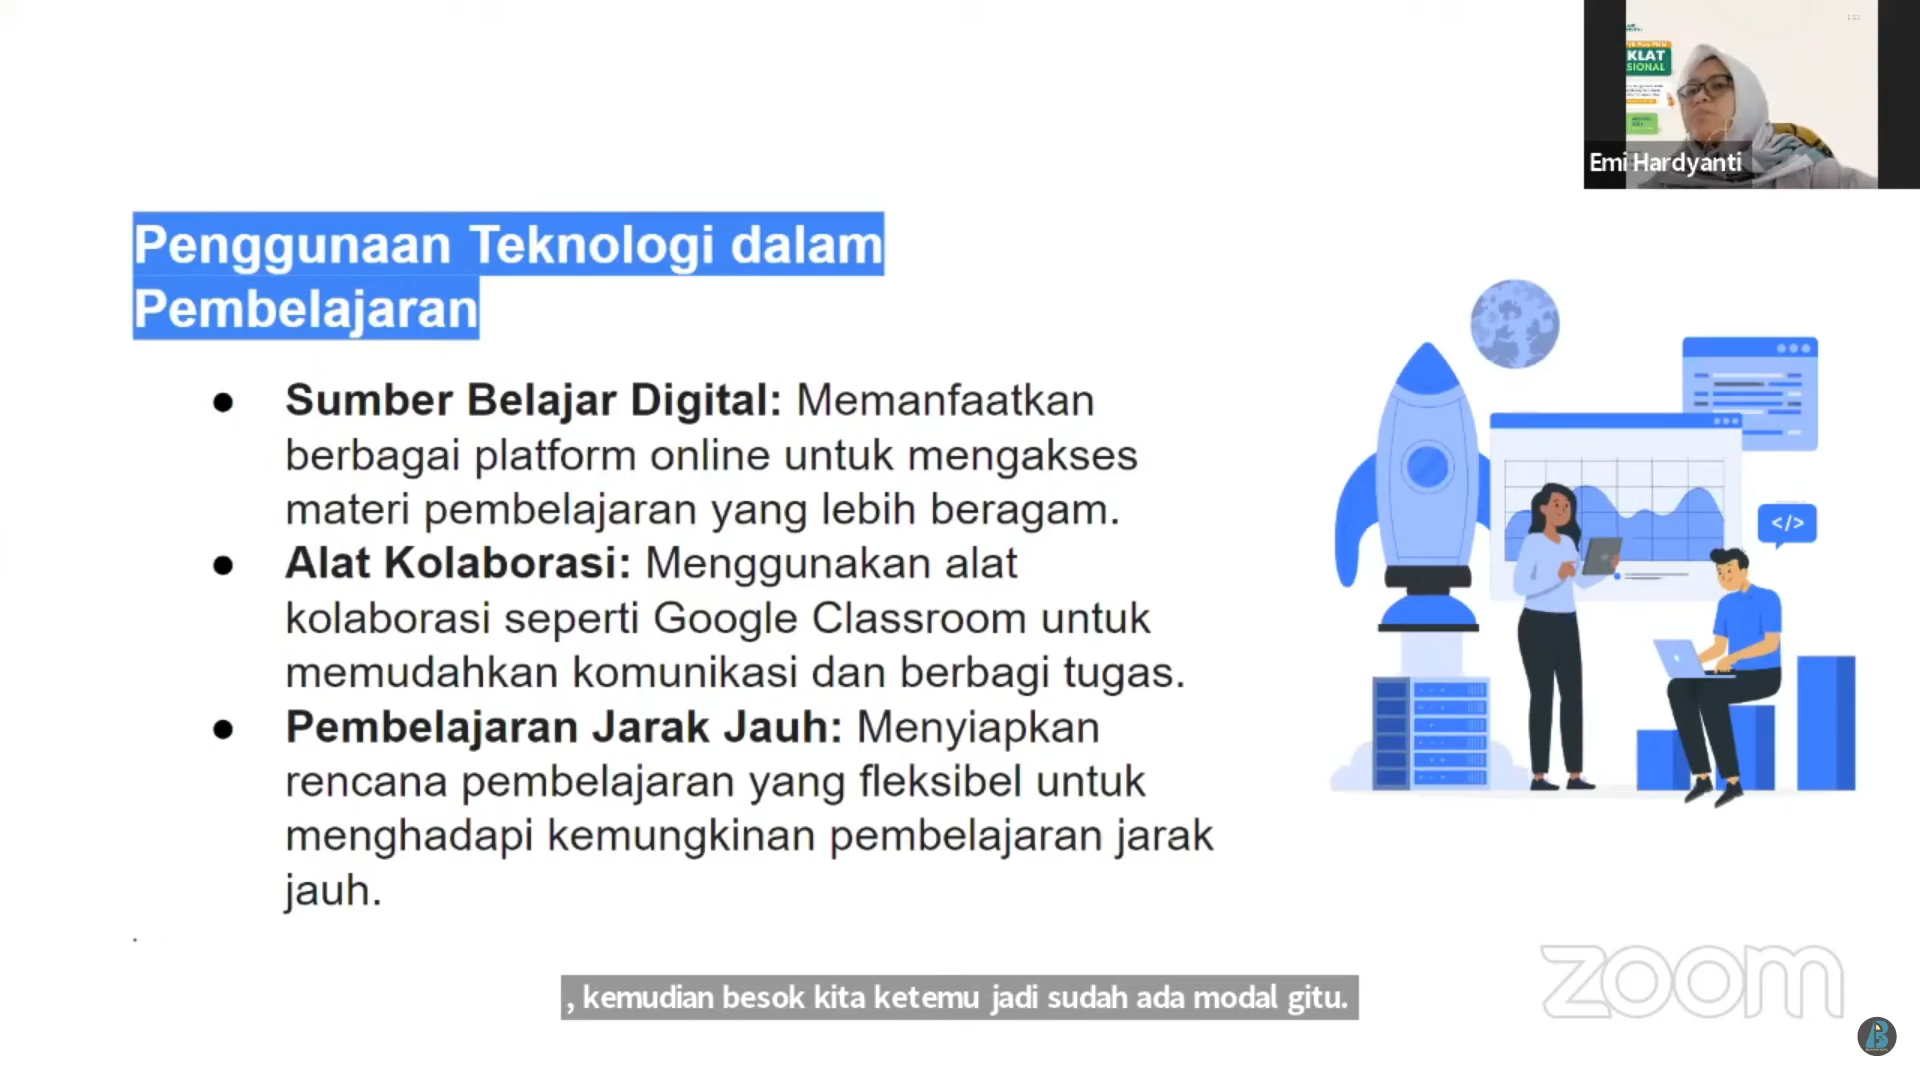 KLAT
SIONAL
Emi Hardyanti
Penggunaan Teknologi dalam
Pembelajaran
● Sumber Belajar Digital: Memanfaatkan
berbagai platform online untuk mengakses
materi pembelajaran yang lebih beragam.
● Alat Kolaborasi: Menggunakan alat
kolaborasi seperti Google Classroom untuk
memudahkan komunikasi dan berbagi tugas.
● Pembelajaran Jarak Jauh: Menyiapkan
rencana pembelajaran yang fleksibel untuk
menghadapi kemungkinan pembelajaran jarak
jauh.
.
</>
, kemudian besok kita ketemu jadi sudah ada modal gitu.
zoom